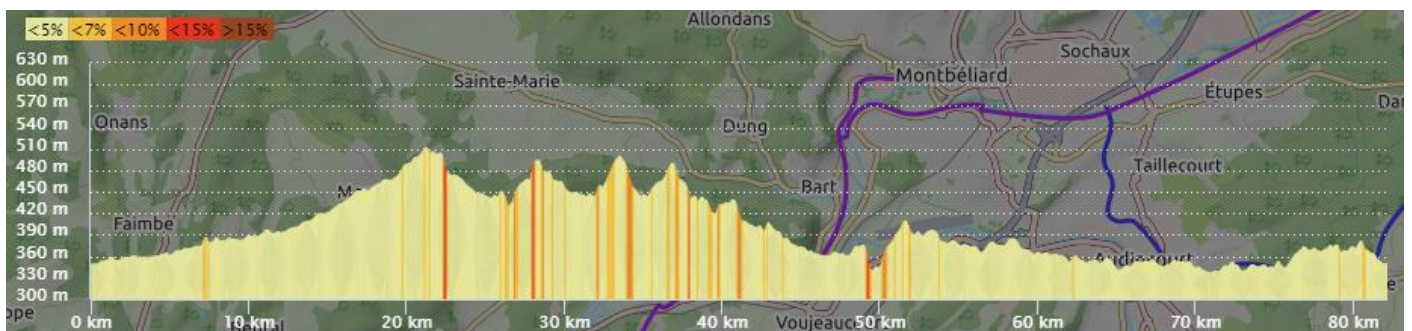 <5% <7% <10% <15% >15%
Allondans
Sochaux
630 m
600 m
Sainte-Marie
Montbéliard
570 m
Étupes
540 m
Onans
Dung
510 m
480 m
Taillecourt
450 m
Bart
420 m
Faimbe
390 m
360 m
Audincourt
330 m
300 m
0 km 10 km 20 km 30 km 40 km 50 km 60 km 70 km 80 km
Voujeaucourt